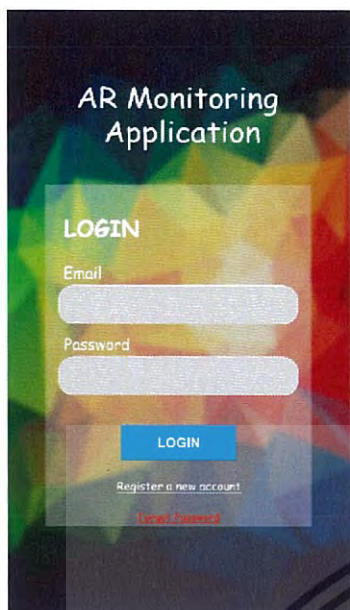 AR Monitoring
Application
LOGIN
Email
Password
LOGIN
Register a new account
Forgot Password